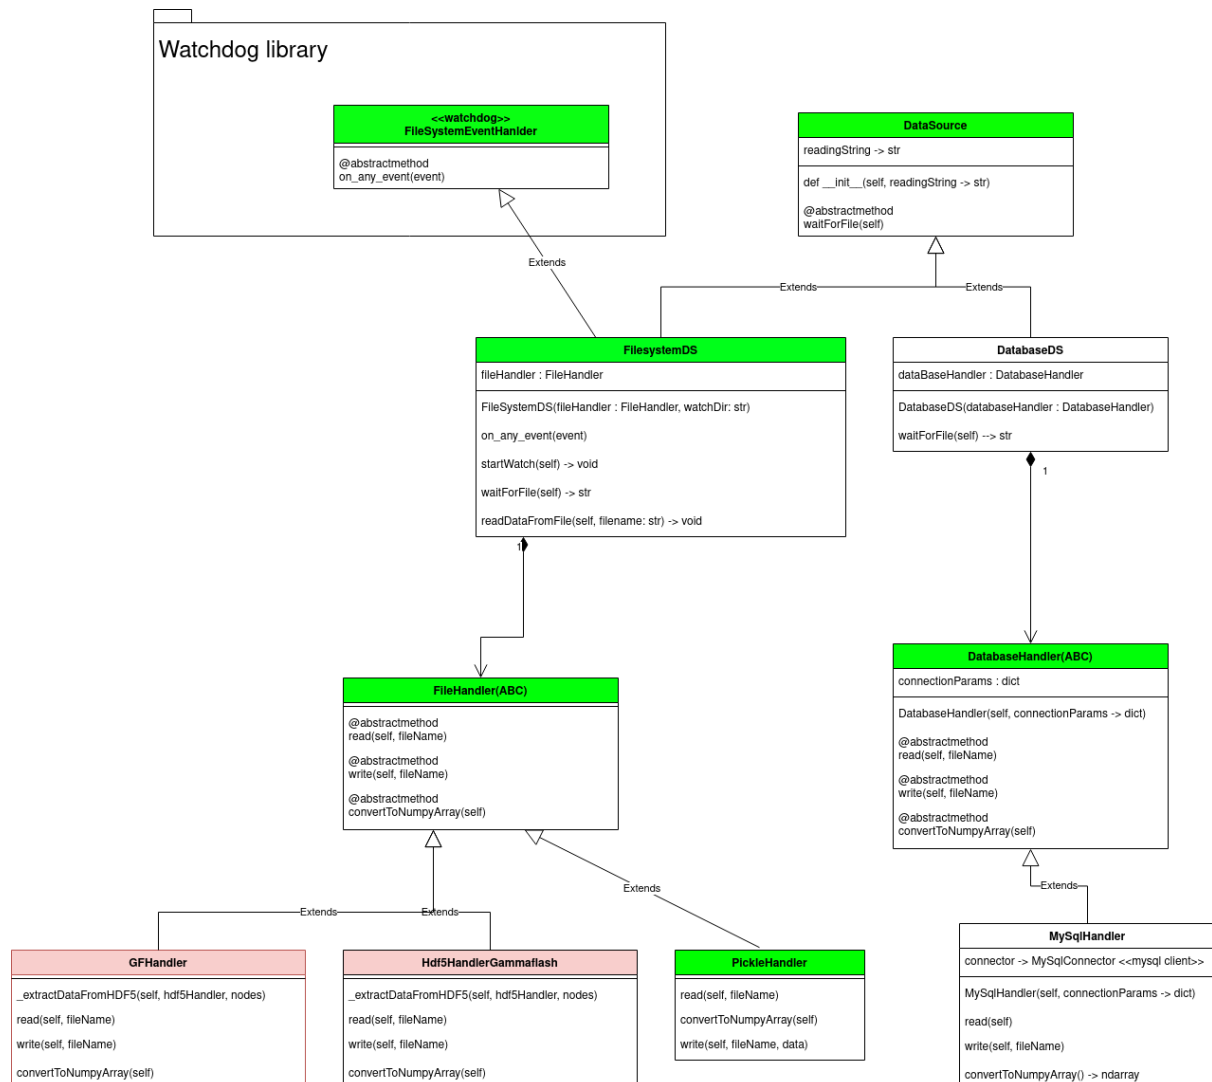 Watchdog library
<<watchdog>>
FileSystemEventHanlder
@abstractmethod
on_any_event(event)
DataSource
readingString -> str
def __init__(self, readingString -> str)
@abstractmethod
waitForFile(self)
Extends
Extends
Extends
FilesystemDS
fileHandler : FileHandler
FileSystemDS(fileHandler : FileHandler, watchDir: str)
on_any_event(event)
startWatch(self) -> void
waitForFile(self) -> str
readDataFromFile(self, filename: str) -> void
DatabaseDS
dataBaseHandler : DatabaseHandler
DatabaseDS(databaseHandler : DatabaseHandler)
waitForFile(self) --> str
1
1
FileHandler(ABC)
@abstractmethod
read(self, fileName)
@abstractmethod
write(self, fileName)
@abstractmethod
convertToNumpyArray(self)
DatabaseHandler(ABC)
connectionParams : dict
DatabaseHandler(self, connectionParams -> dict)
@abstractmethod
read(self, fileName)
@abstractmethod
write(self, fileName)
@abstractmethod
convertToNumpyArray(self)
Extends
Extends
Extends
Extends
GFHandler
_extractDataFromHDF5(self, hdf5Handler, nodes)
read(self, fileName)
write(self, fileName)
convertToNumpyArray(self)
Hdf5HandlerGammaflash
_extractDataFromHDF5(self, hdf5Handler, nodes)
read(self, fileName)
write(self, fileName)
convertToNumpyArray(self)
PickleHandler
read(self, fileName)
convertToNumpyArray(self)
write(self, fileName, data)
MySqlHandler
connector -> MySqlConnector <<mysql client>>
MySqlHandler(self, connectionParams -> dict)
read(self)
write(self, fileName)
convertToNumpyArray() -> ndarray